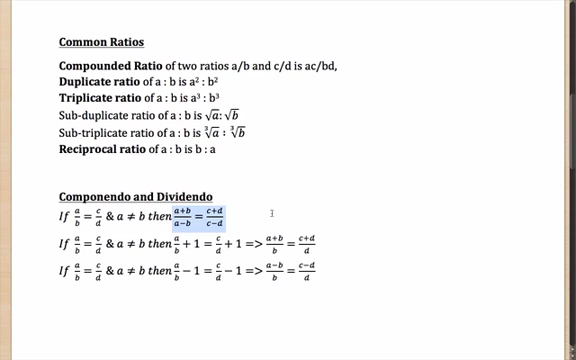 Common Ratios
Compounded Ratio of two ratios a/b and c/d is ac/bd,
Duplicate ratio of a : b is a² : b²
Triplicate ratio of a : b is a³ : b³
Sub-duplicate ratio of a : b is √a: √b
Sub-triplicate ratio of a : b is ∛a : ∛b
Reciprocal ratio of a : b is b : a
Componendo and Dividendo
If a/b = c/d & a ≠ b then (a+b)/(a−b) = (c+d)/(c−d)
If a/b = c/d & a ≠ b then a/b + 1 = c/d + 1 => (a+b)/b = (c+d)/d
If a/b = c/d & a ≠ b then a/b − 1 = c/d − 1 => (a−b)/b = (c−d)/d